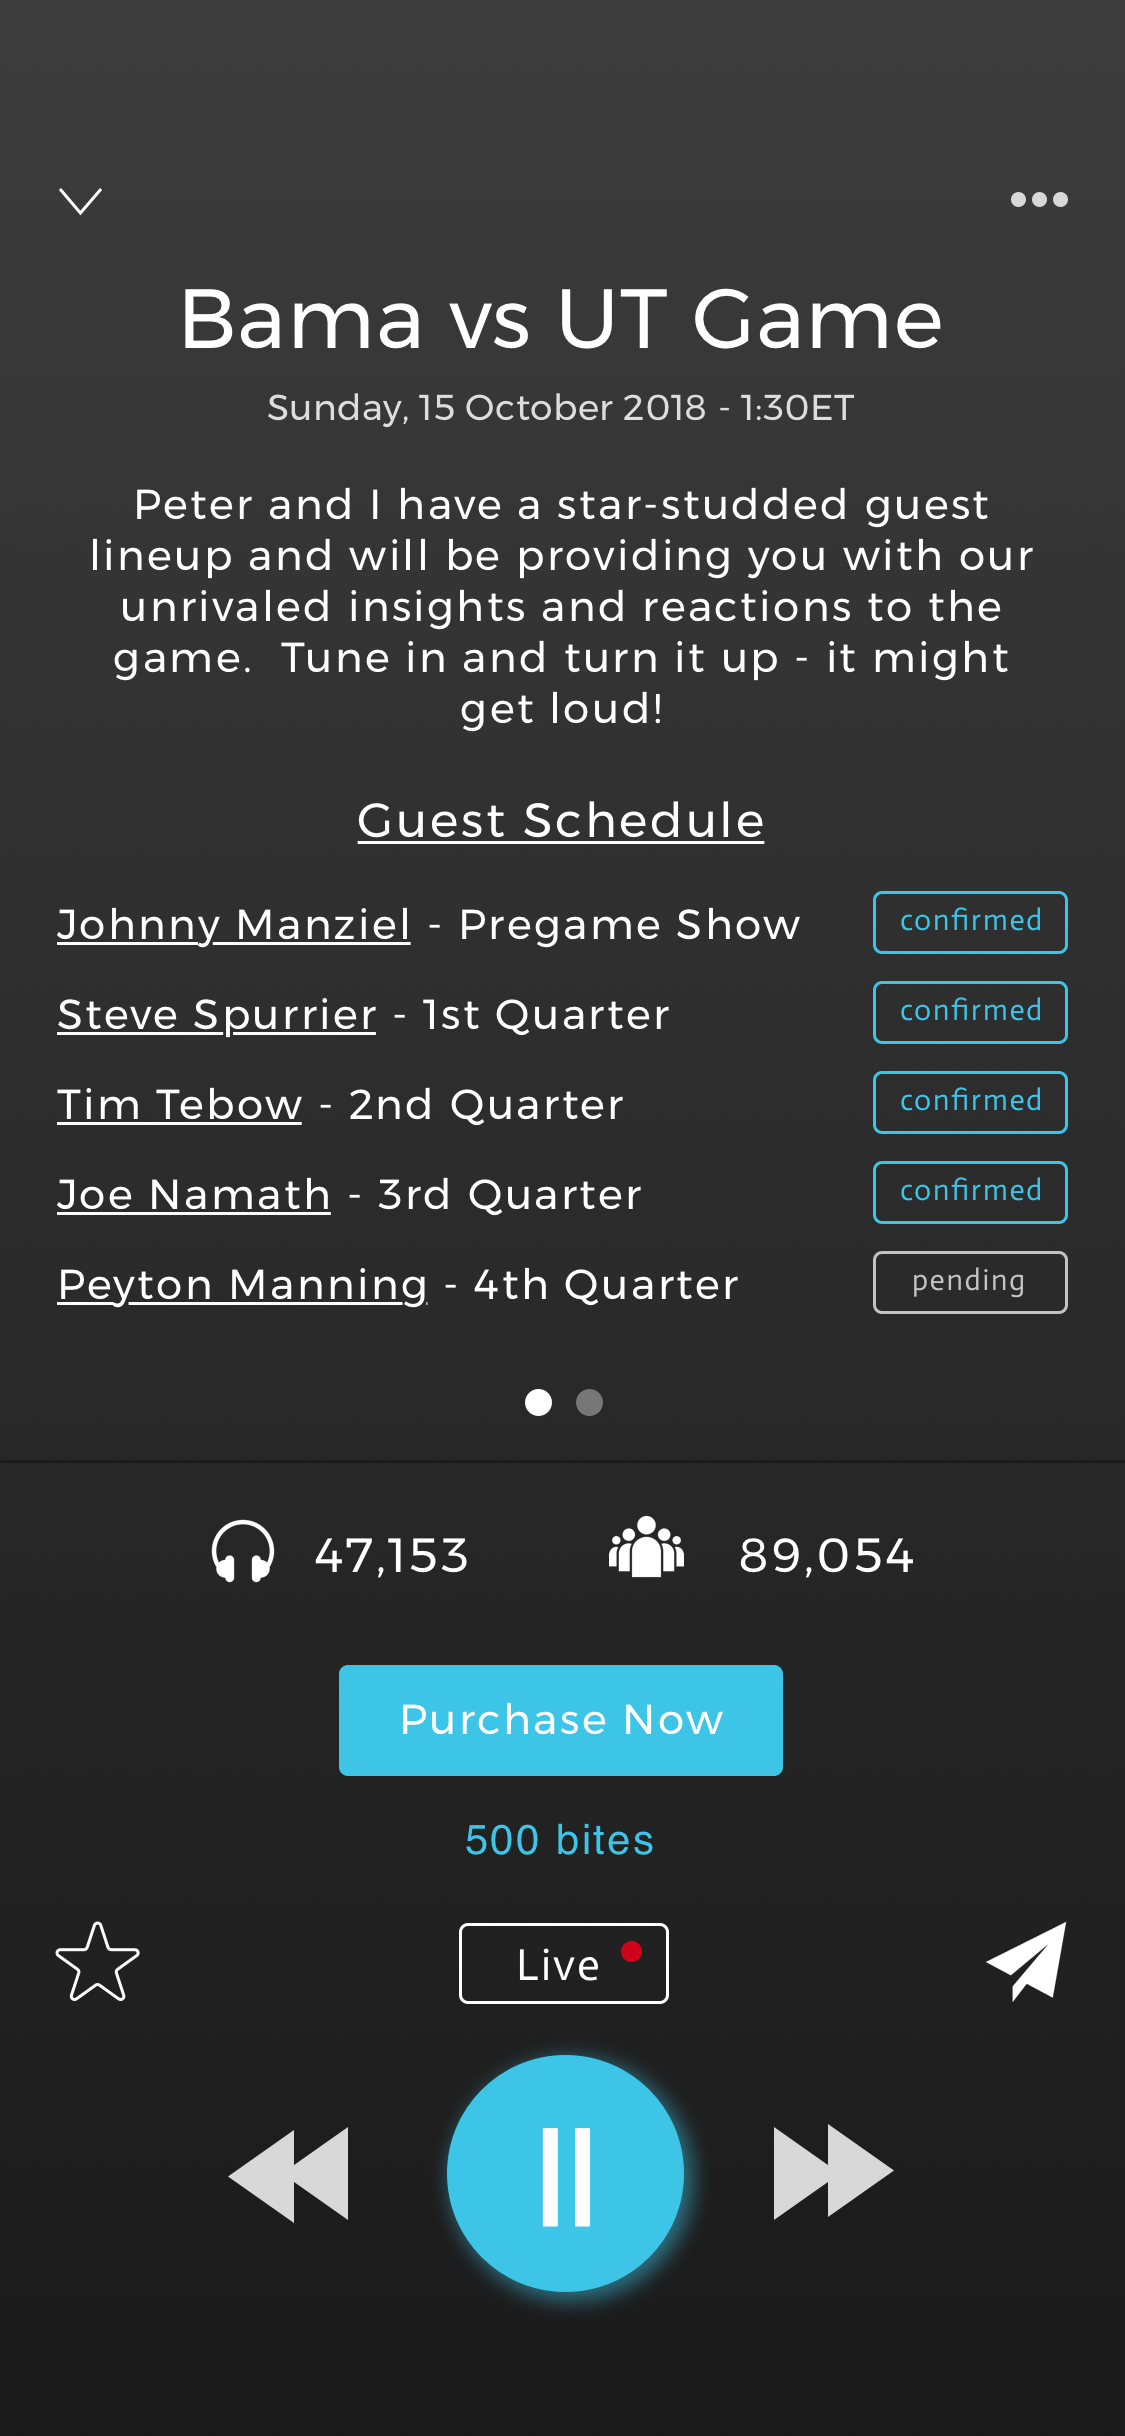 Bama vs UT Game
Sunday, 15 October 2018 - 1:30ET
Peter and I have a star-studded guest
lineup and will be providing you with our
unrivaled insights and reactions to the
game.  Tune in and turn it up - it might
get loud!
Guest Schedule
Johnny Manziel - Pregame Show confirmed
Steve Spurrier - 1st Quarter confirmed
Tim Tebow - 2nd Quarter confirmed
Joe Namath - 3rd Quarter confirmed
Peyton Manning - 4th Quarter pending
47,153 89,054
Purchase Now
500 bites
Live